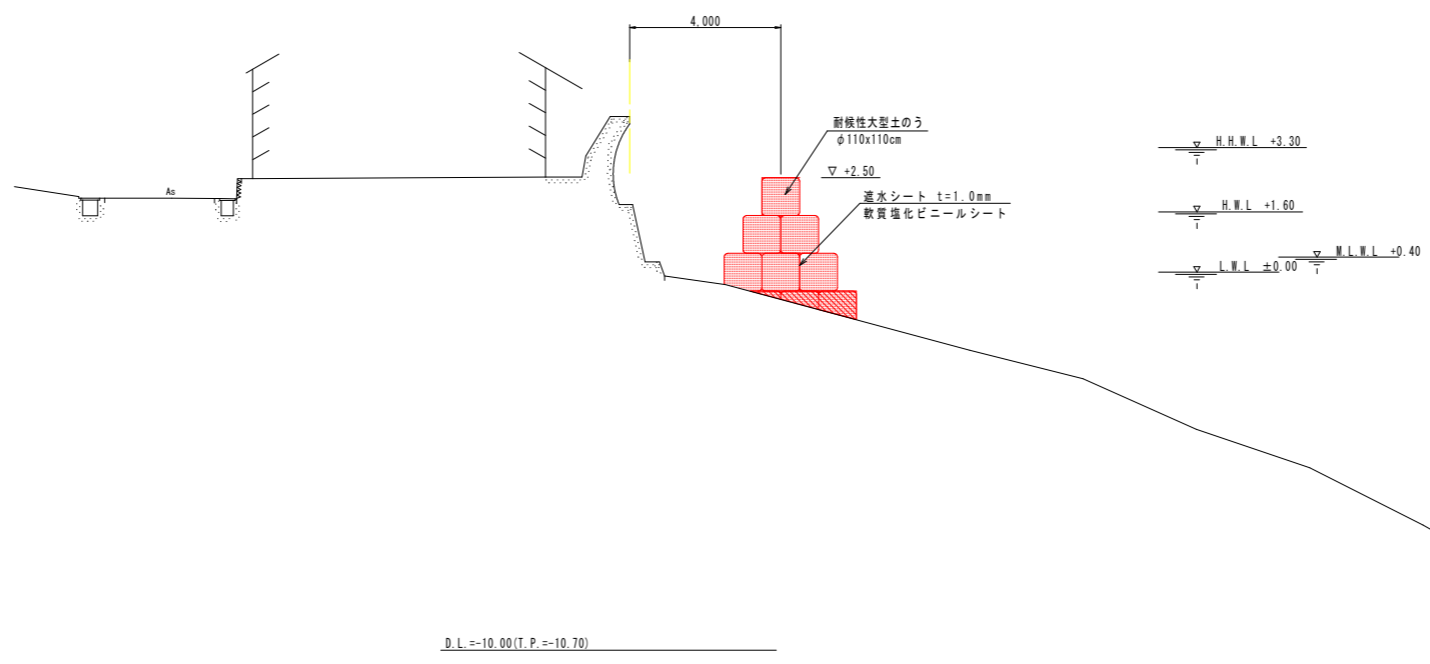 4.000
耐候性大型土のう
φ110x110cm
H.H.W.L +3.30
▽ +2.50
As
遮水シート t=1.0mm
軟質塩化ビニールシート
H.W.L +1.60
M.L.W.L +0.40
L.W.L ±0.00
D.L.=-10.00(T.P.=-10.70)